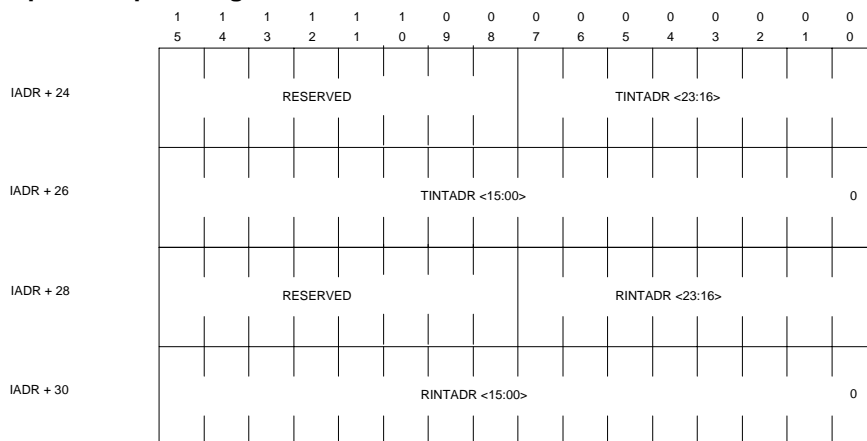 1 1 1 1 1 1 0 0 0 0 0 0 0 0 0 0
5 4 3 2 1 0 9 8 7 6 5 4 3 2 1 0
IADR + 24 RESERVED TINTADR <23:16>
IADR + 26 TINTADR <15:00> 0
IADR + 28 RESERVED RINTADR <23:16>
IADR + 30 RINTADR <15:00> 0